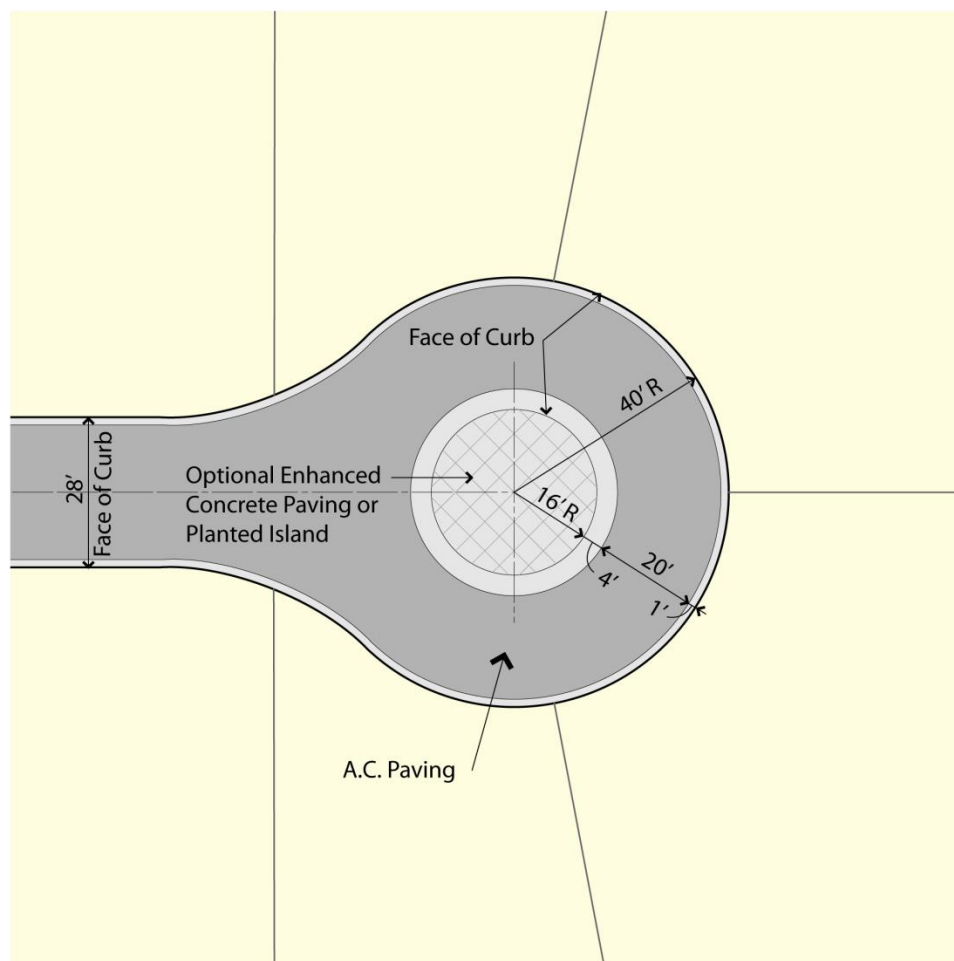 Face of Curb
40’ R
28’
Face of Curb
Optional Enhanced
Concrete Paving or
Planted Island
16’ R
20’
4’
1’
A.C. Paving